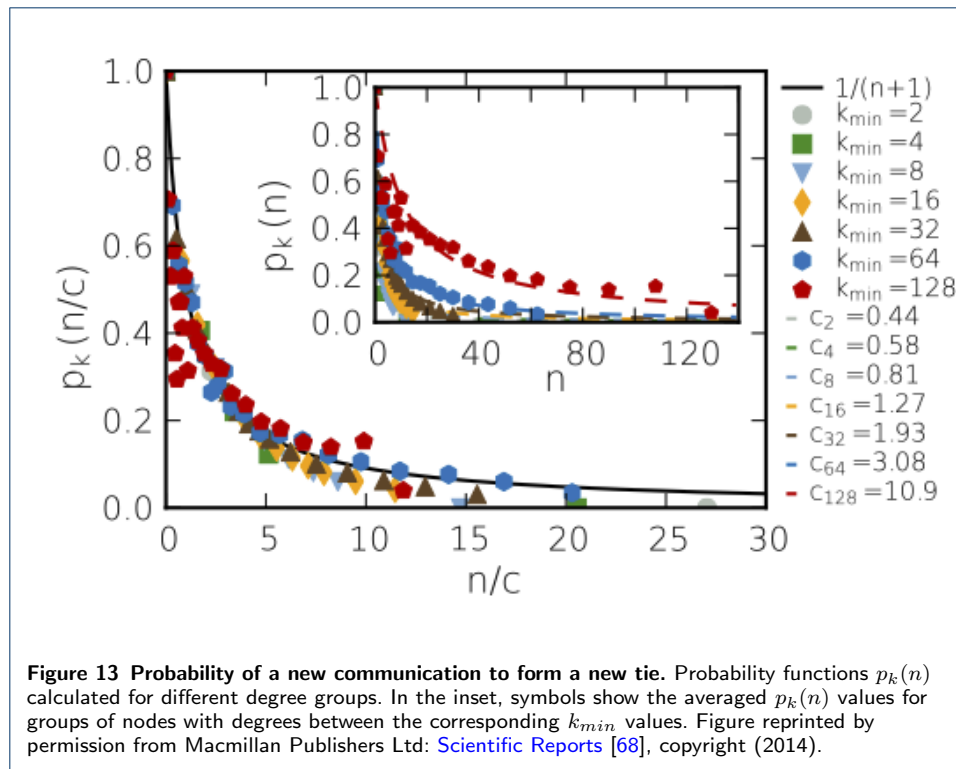 1.0
0.8
0.6
0.4
0.2
0.0
p_k(n/c)
0 5 10 15 20 25 30
n/c
1.0
0.8
0.6
0.4
0.2
0.0
p_k(n)
0 40 80 120
n
1/(n+1)
k_min =2
k_min =4
k_min =8
k_min =16
k_min =32
k_min =64
k_min =128
c_2 =0.44
c_4 =0.58
c_8 =0.81
c_16 =1.27
c_32 =1.93
c_64 =3.08
c_128 =10.9
Figure 13 Probability of a new communication to form a new tie. Probability functions p_k(n)
calculated for different degree groups. In the inset, symbols show the averaged p_k(n) values for
groups of nodes with degrees between the corresponding k_min values. Figure reprinted by
permission from Macmillan Publishers Ltd: Scientific Reports [68], copyright (2014).